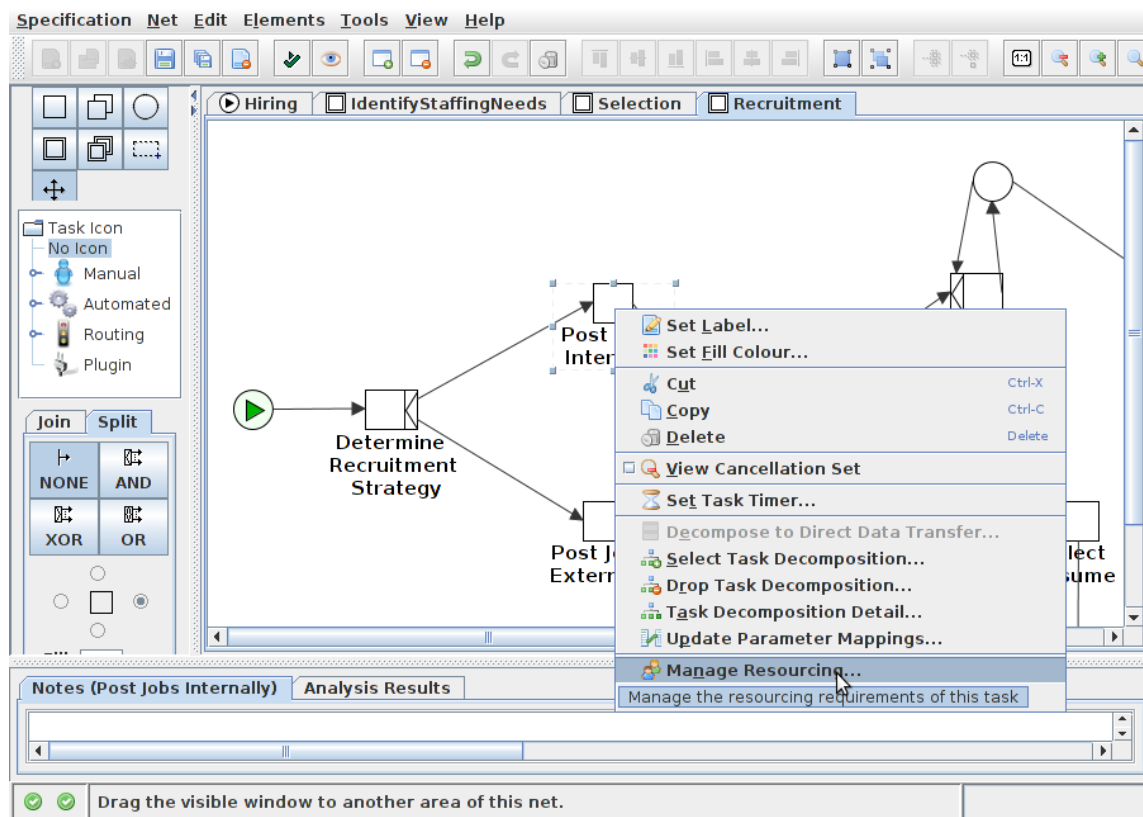 Specification Net Edit Elements Tools View Help
1:1
Hiring IdentifyStaffingNeeds Selection Recruitment
Task Icon
No Icon
Manual
Automated
Routing
Plugin
Join Split
NONE AND
XOR OR
Determine
Recruitment
Strategy
Post
Inter
Post J
Extern
lect
sume
Set Label...
Set Fill Colour...
Cut Ctrl-X
Copy Ctrl-C
Delete Delete
View Cancellation Set
Set Task Timer...
Decompose to Direct Data Transfer...
Select Task Decomposition...
Drop Task Decomposition...
Task Decomposition Detail...
Update Parameter Mappings...
Manage Resourcing...
Manage the resourcing requirements of this task
Notes (Post Jobs Internally) Analysis Results
Drag the visible window to another area of this net.